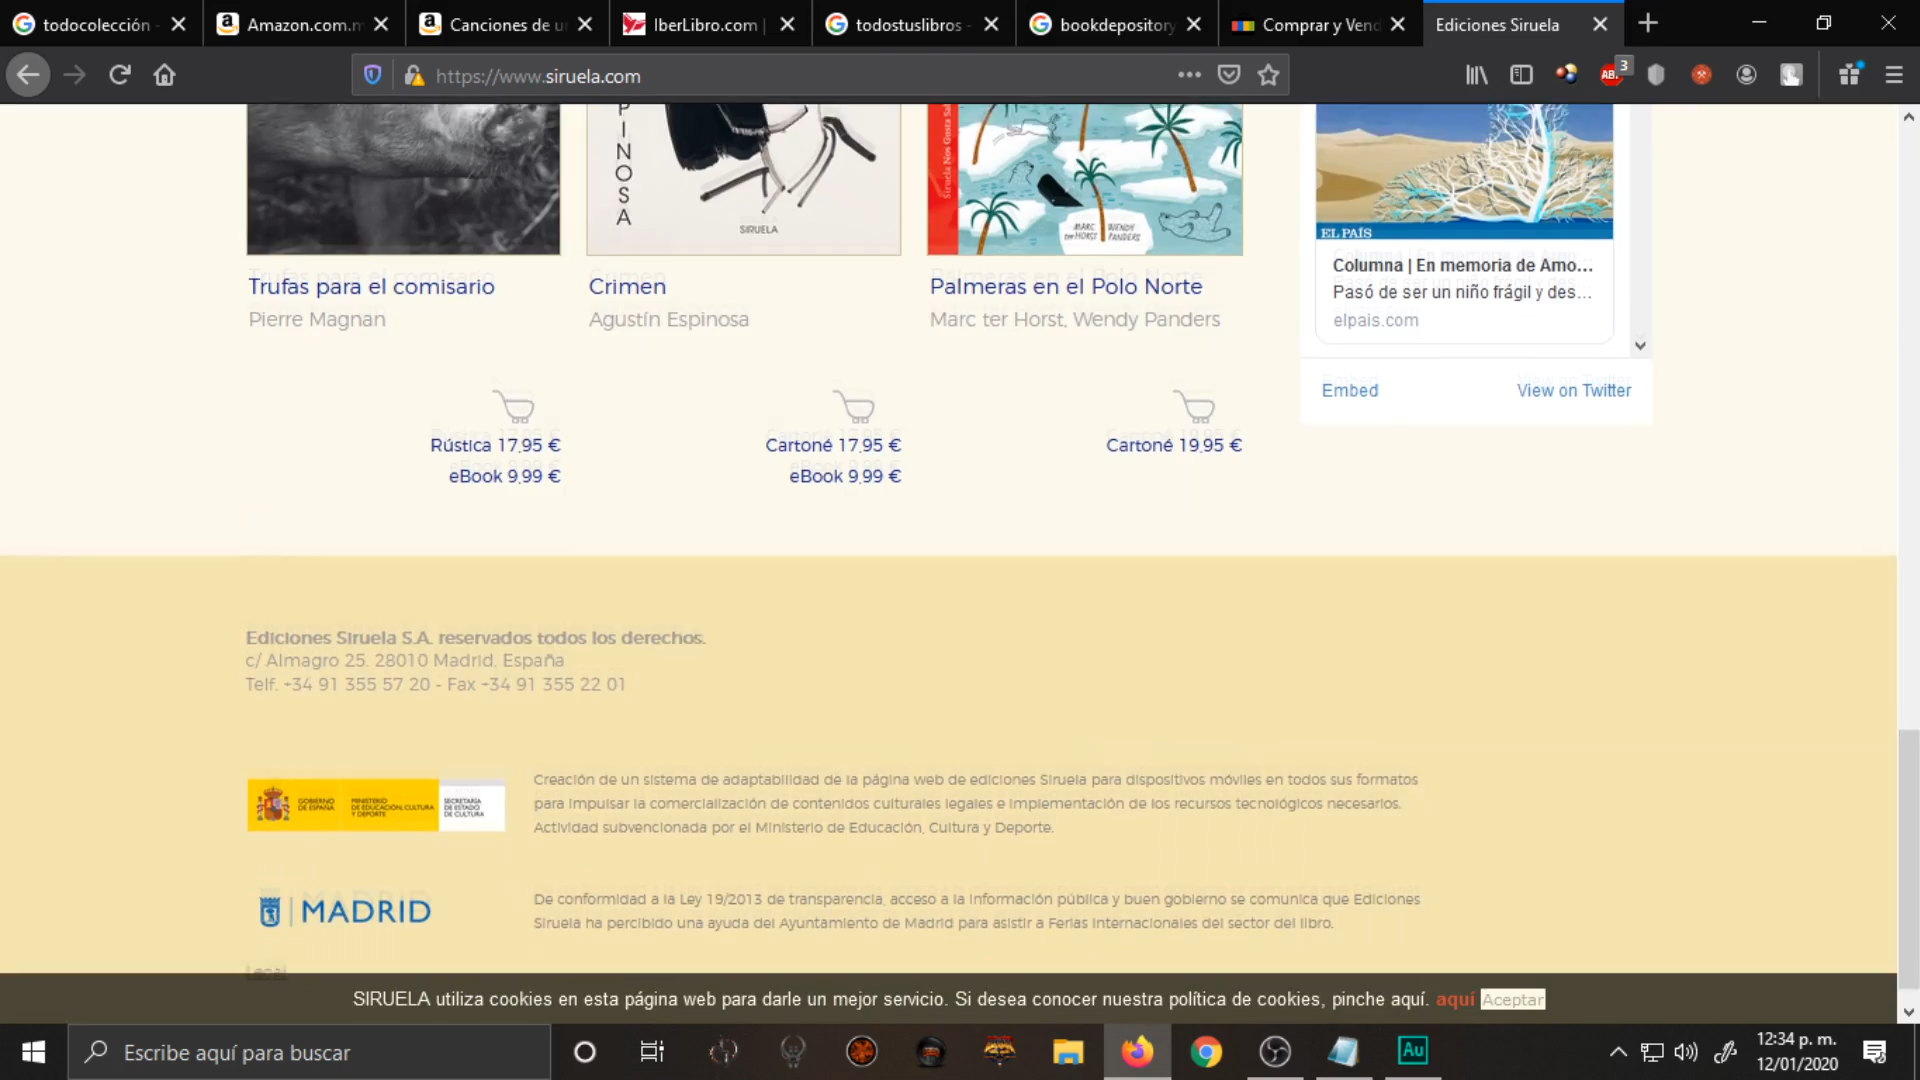 todocolección -
Amazon.com.m
Canciones de u
IberLibro.com |
todostuslibros -
bookdepository
Comprar y Vend
Ediciones Siruela
https://www.siruela.com
3
PINOSA
SIRUELA
Siruela Nos Gusta Sa
MARC
ter HORST
WENDY
PANDERS
EL PAÍS
Columna | En memoria de Amo...
Pasó de ser un niño frágil y des...
elpais.com
Embed
View on Twitter
Trufas para el comisario
Pierre Magnan
Crimen
Agustín Espinosa
Palmeras en el Polo Norte
Marc ter Horst, Wendy Panders
Rústica 17,95 €
eBook 9,99 €
Cartoné 17,95 €
eBook 9,99 €
Cartoné 19,95 €
Ediciones Siruela S.A. reservados todos los derechos.
c/ Almagro 25. 28010 Madrid. España
Telf. +34 91 355 57 20 - Fax +34 91 355 22 01
GOBIERNO
DE ESPAÑA
MINISTERIO
DE EDUCACIÓN, CULTURA
Y DEPORTE
SECRETARÍA
DE ESTADO
DE CULTURA
Creación de un sistema de adaptabilidad de la página web de ediciones Siruela para dispositivos móviles en todos sus formatos
para impulsar la comercialización de contenidos culturales legales e implementación de los recursos tecnológicos necesarios.
Actividad subvencionada por el Ministerio de Educación, Cultura y Deporte.
MADRID
De conformidad a la Ley 19/2013 de transparencia, acceso a la información pública y buen gobierno se comunica que Ediciones
Siruela ha percibido una ayuda del Ayuntamiento de Madrid para asistir a Ferias Internacionales del sector del libro.
Legal
SIRUELA utiliza cookies en esta página web para darle un mejor servicio. Si desea conocer nuestra política de cookies, pinche aquí. aquí Aceptar
Escribe aquí para buscar
Au
12:34 p. m.
12/01/2020